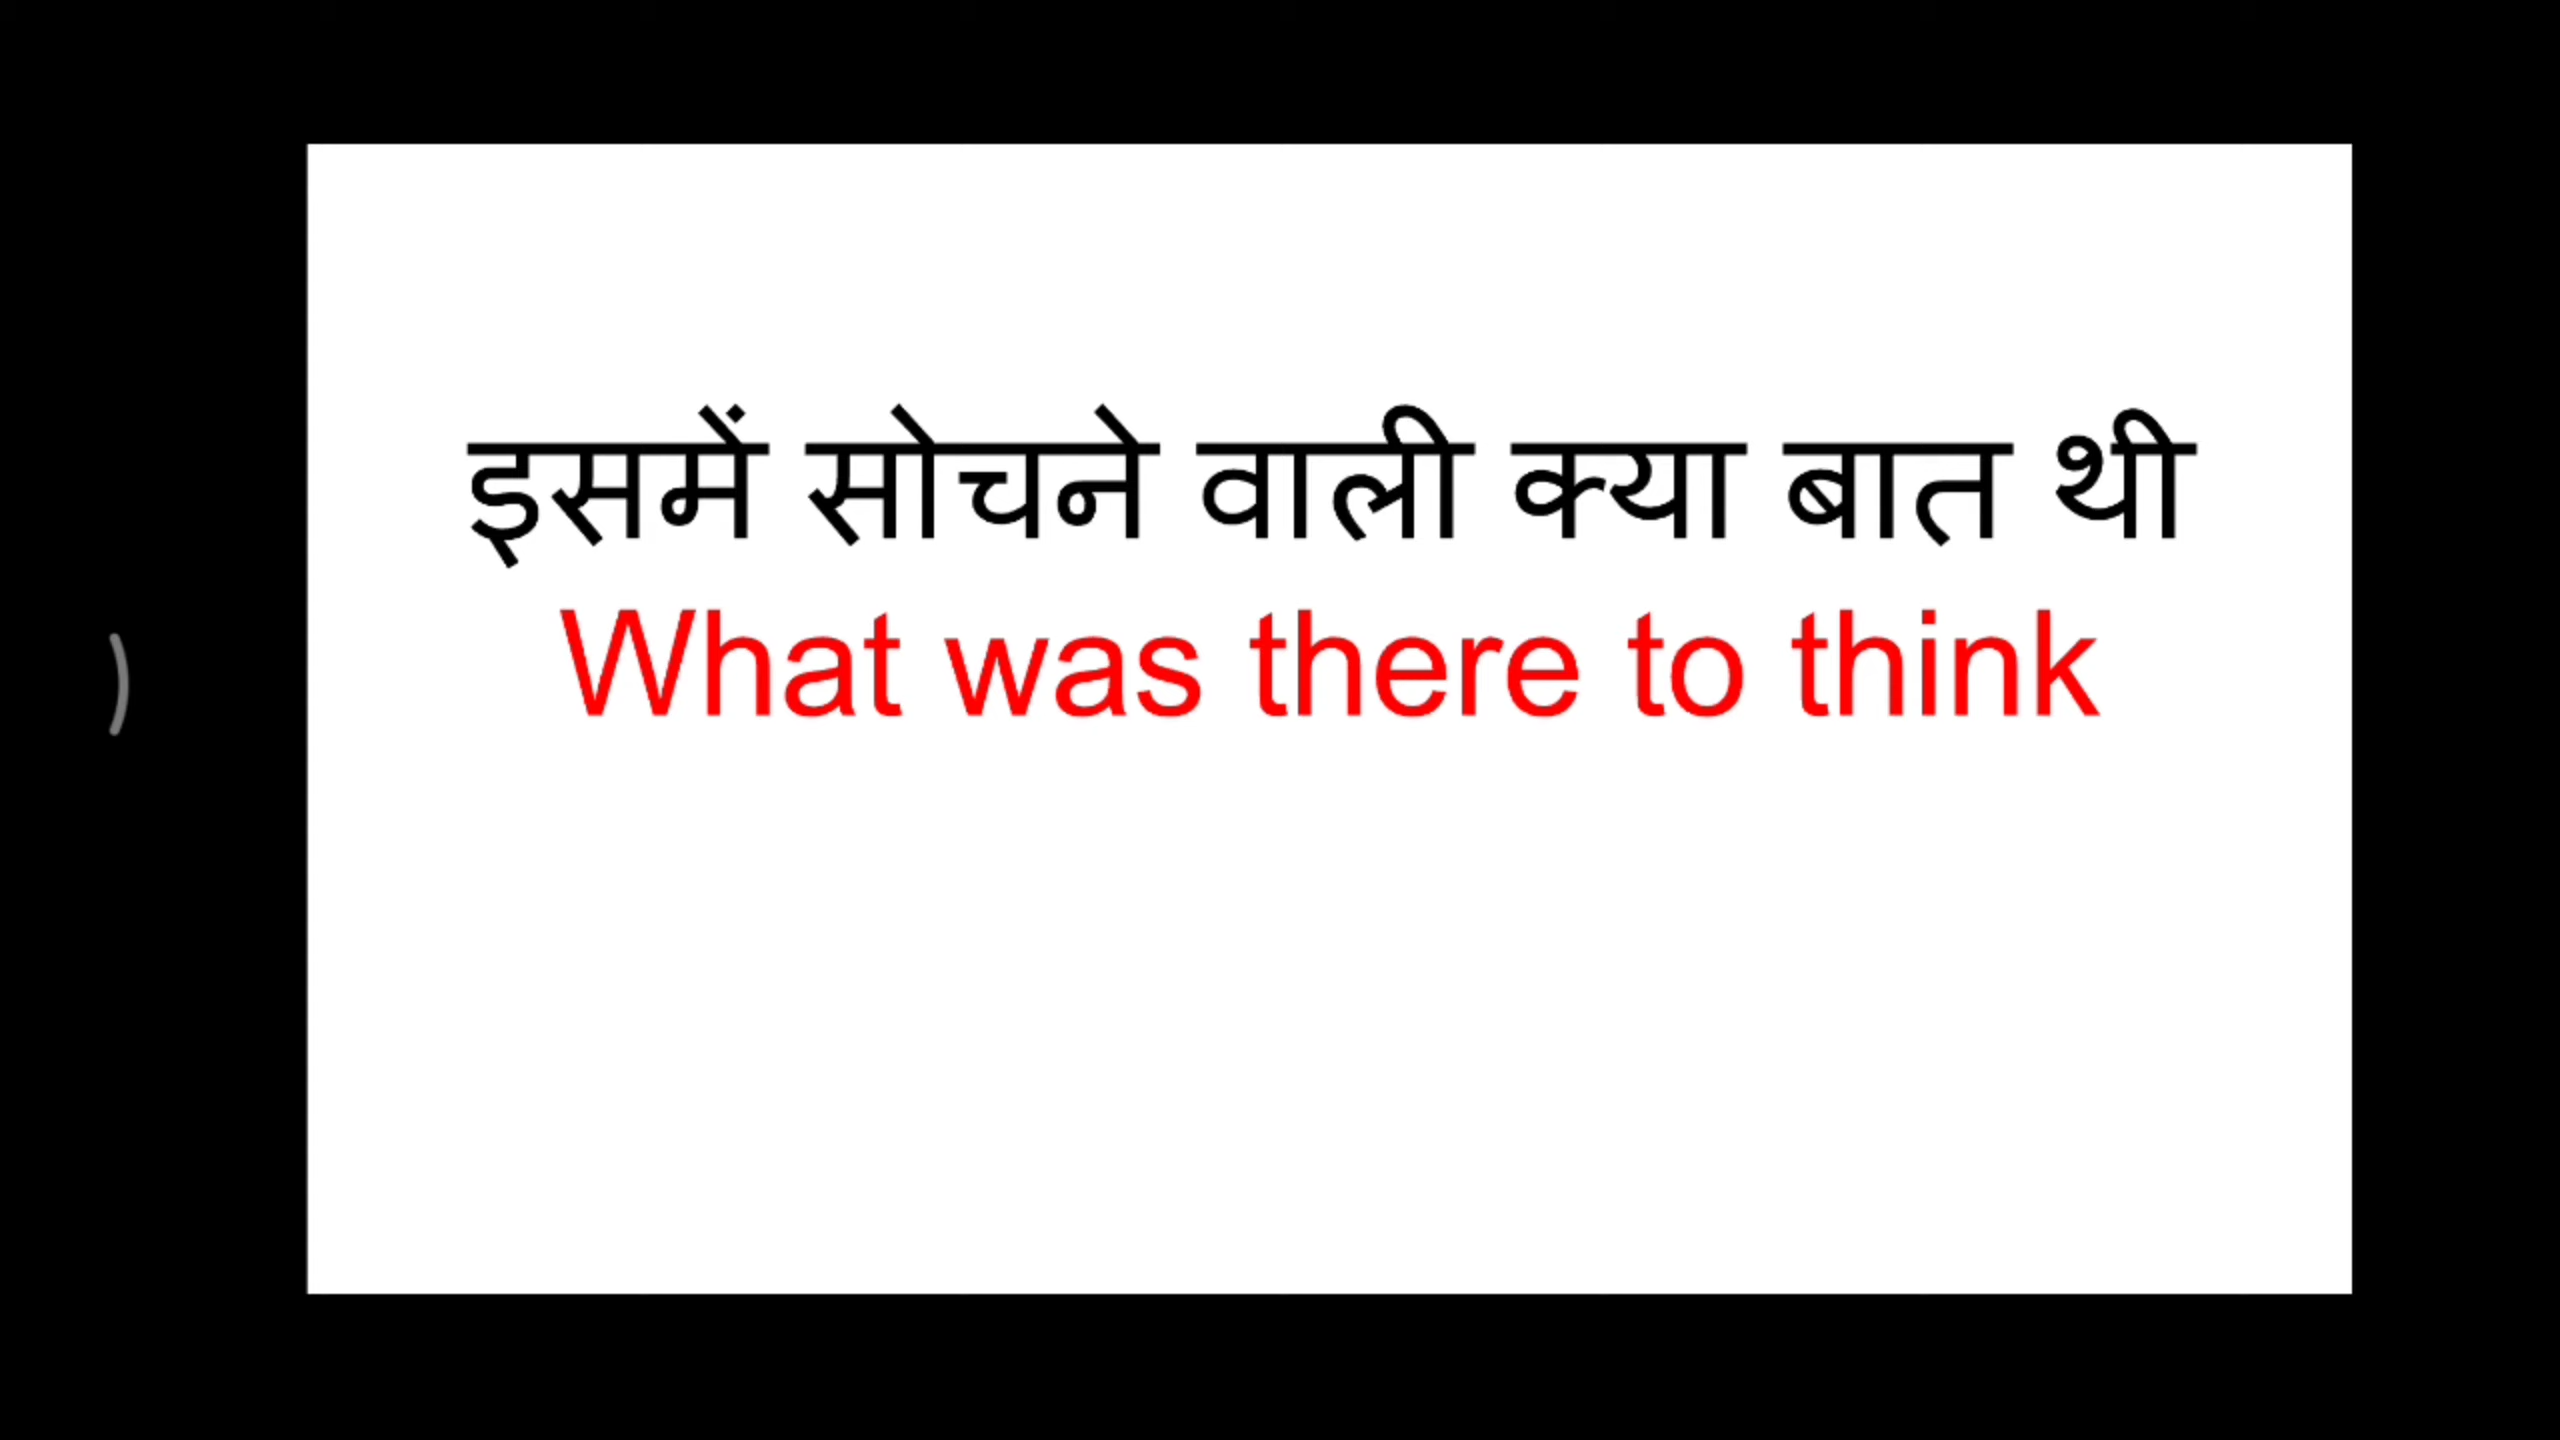 इसमें सोचने वाली क्या बात थी
What was there to think